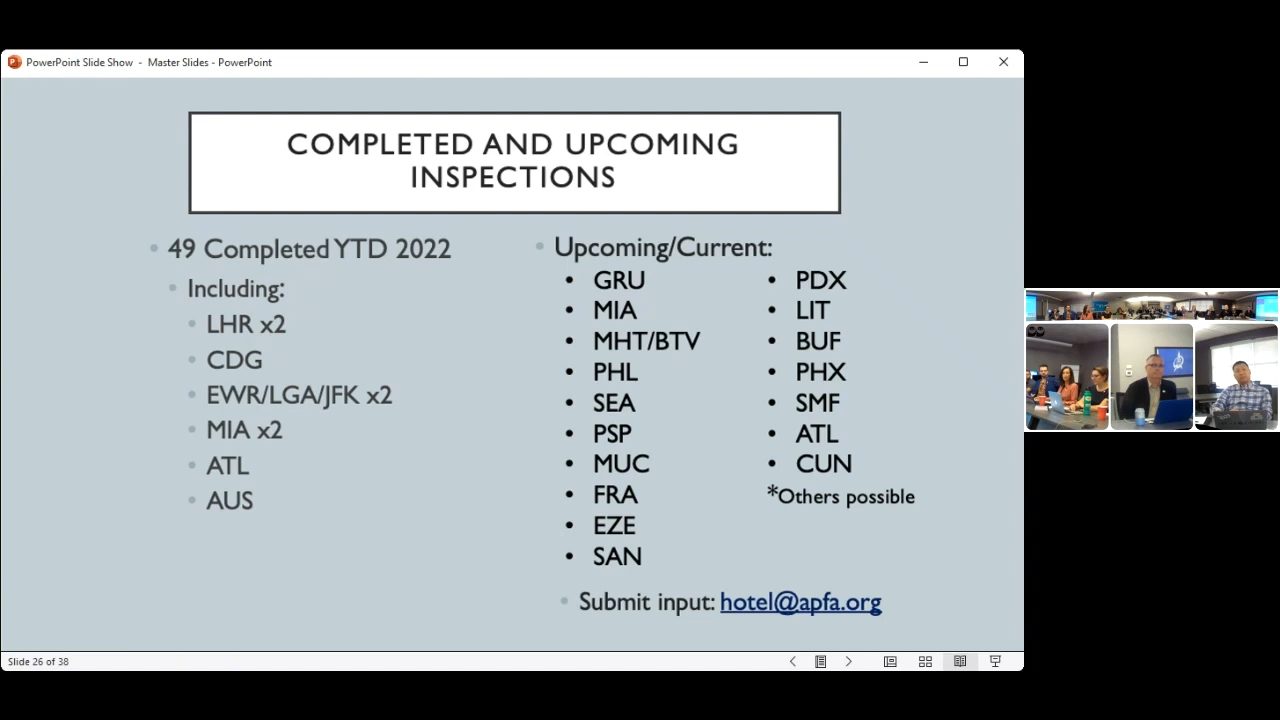 PowerPoint Slide Show - Master Slides - PowerPoint
COMPLETED AND UPCOMING
INSPECTIONS
• 49 Completed YTD 2022
• Including:
• LHR x2
• CDG
• EWR/LGA/JFK x2
• MIA x2
• ATL
• AUS
• Upcoming/Current:
• GRU
• MIA
• MHT/BTV
• PHL
• SEA
• PSP
• MUC
• FRA
• EZE
• SAN
• PDX
• LIT
• BUF
• PHX
• SMF
• ATL
• CUN
*Others possible
• Submit input: hotel@apfa.org
Slide 26 of 38